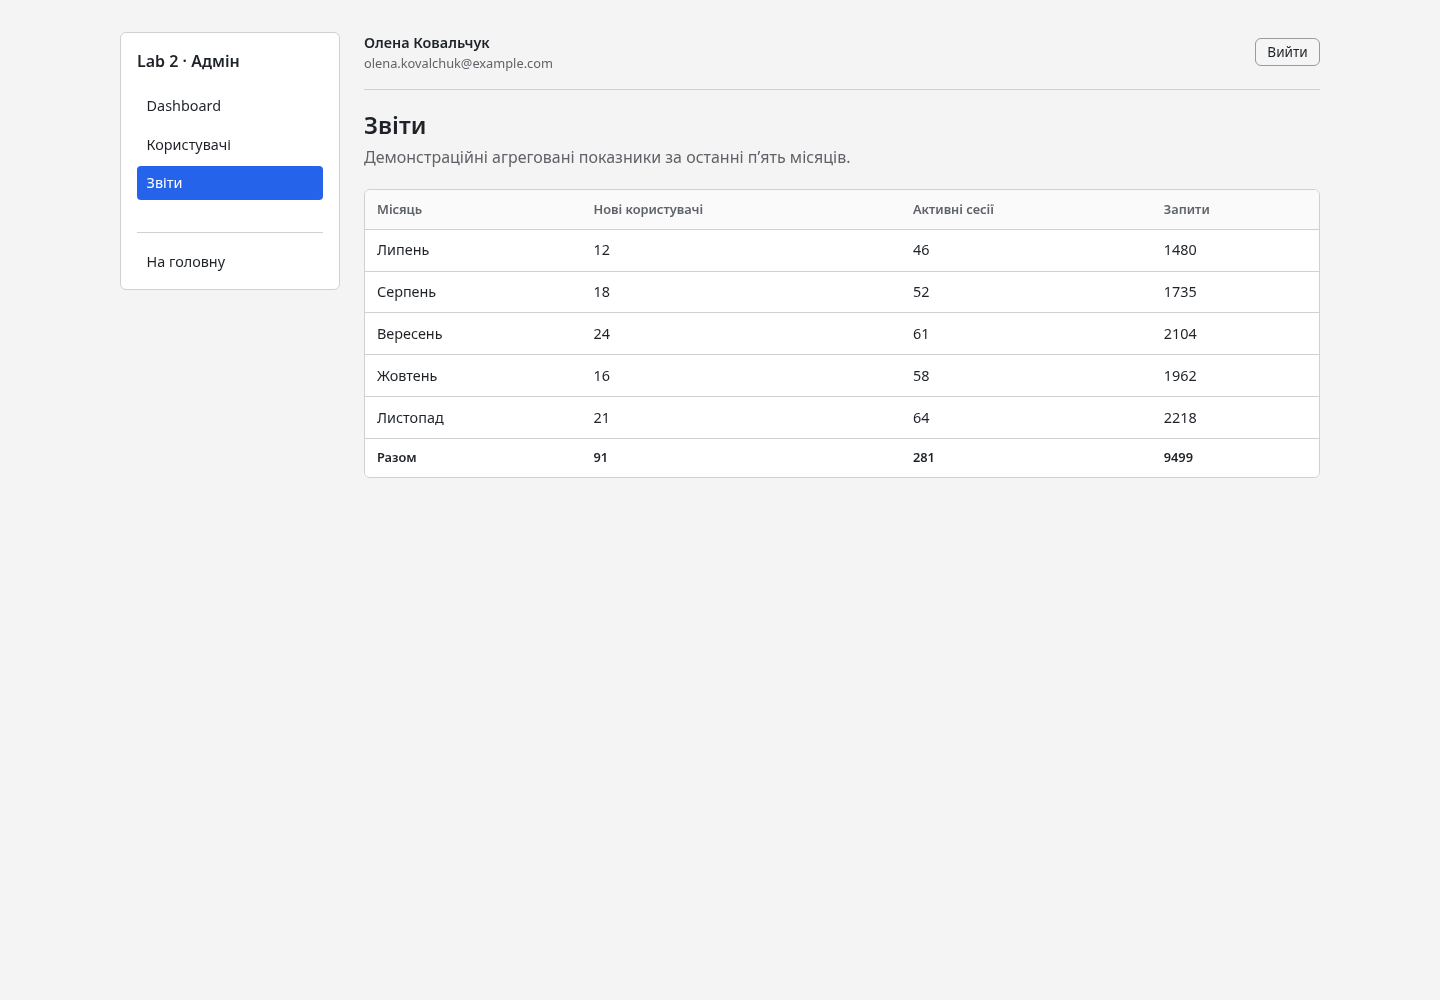 Lab 2 · Адмін
Dashboard
Користувачі
Звіти
На головну
Олена Ковальчук
olena.kovalchuk@example.com
Вийти
Звіти
Демонстраційні агреговані показники за останні п’ять місяців.
Місяць Нові користувачі Активні сесії Запити
Липень 12 46 1480
Серпень 18 52 1735
Вересень 24 61 2104
Жовтень 16 58 1962
Листопад 21 64 2218
Разом 91 281 9499